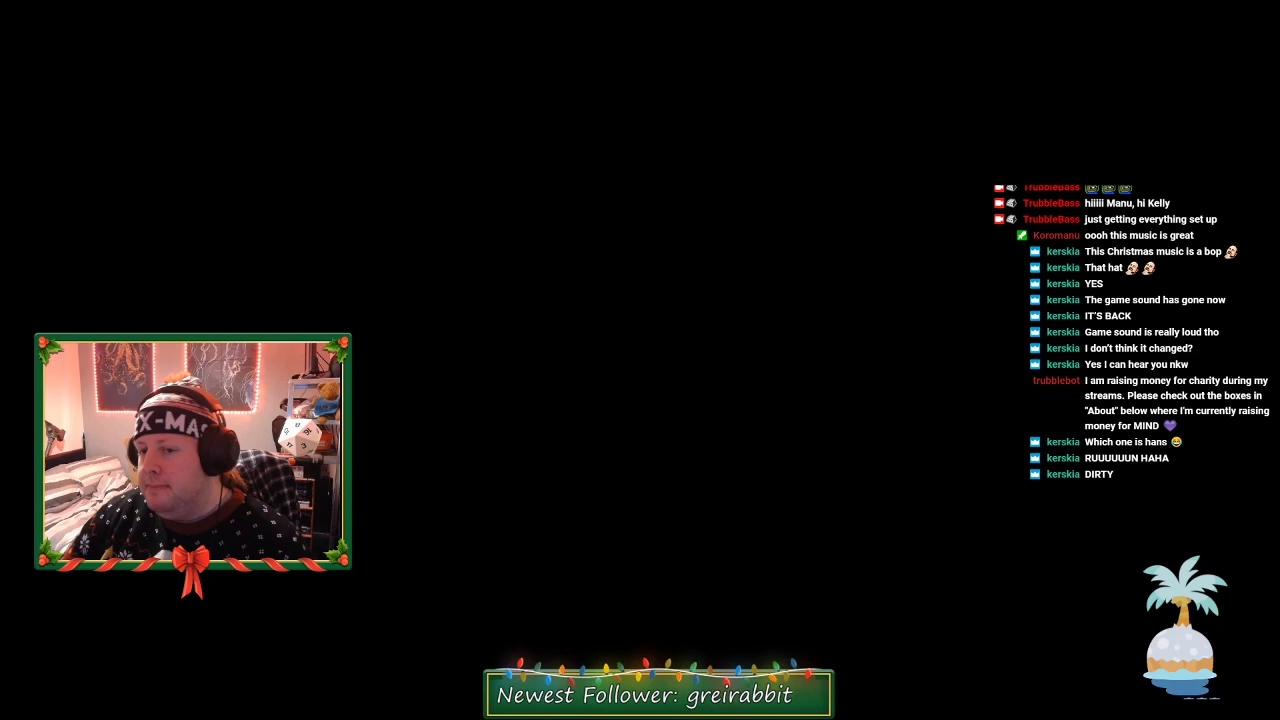 TrubbleBass
TrubbleBass hiiiii Manu, hi Kelly
TrubbleBass just getting everything set up
Koromanu oooh this music is great
kerskia This Christmas music is a bop
kerskia That hat
kerskia YES
kerskia The game sound has gone now
kerskia IT'S BACK
kerskia Game sound is really loud tho
kerskia I don't think it changed?
kerskia Yes I can hear you nkw
trubblebot I am raising money for charity during my
streams. Please check out the boxes in
"About" below where I'm currently raising
money for MIND 💜
kerskia Which one is hans 😂
kerskia RUUUUUUN HAHA
kerskia DIRTY
X-MAS
Newest Follower: greirabbit